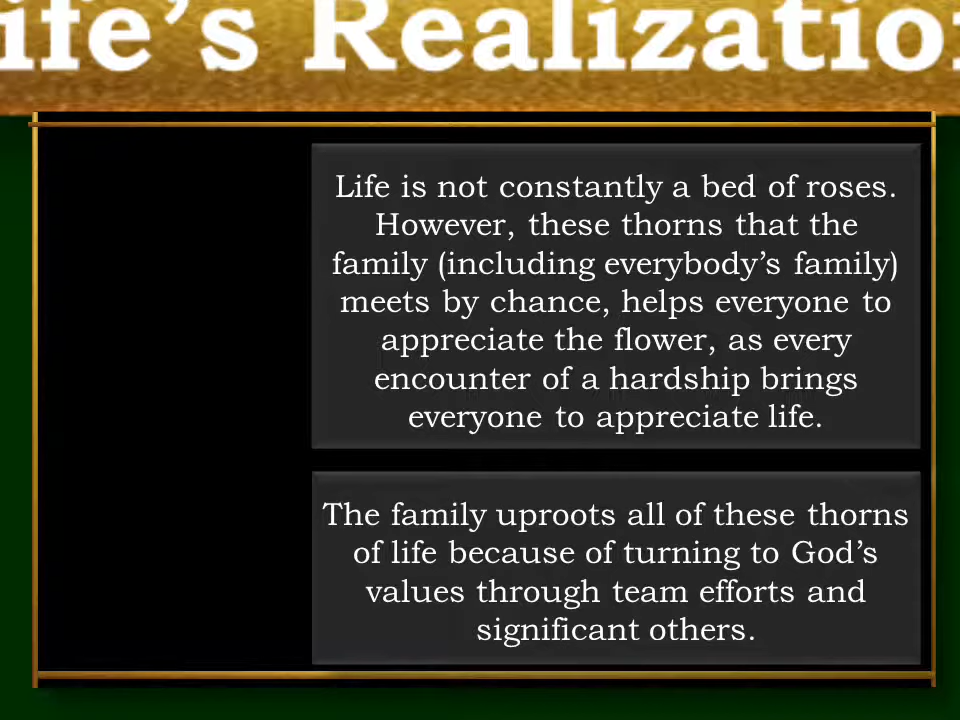 ife’s Realization
Life is not constantly a bed of roses.
However, these thorns that the
family (including everybody’s family)
meets by chance, helps everyone to
appreciate the flower, as every
encounter of a hardship brings
everyone to appreciate life.
The family uproots all of these thorns
of life because of turning to God’s
values through team efforts and
significant others.